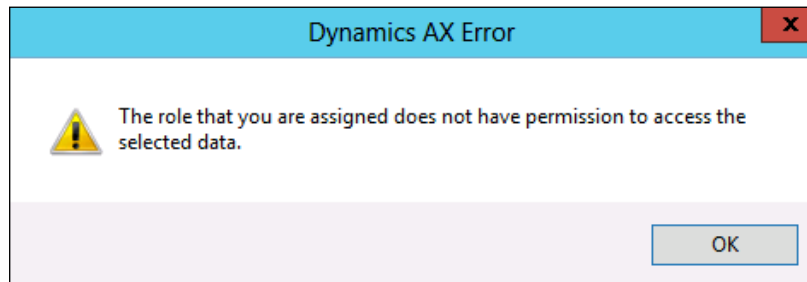 Dynamics AX Error
x
The role that you are assigned does not have permission to access the
selected data.
OK